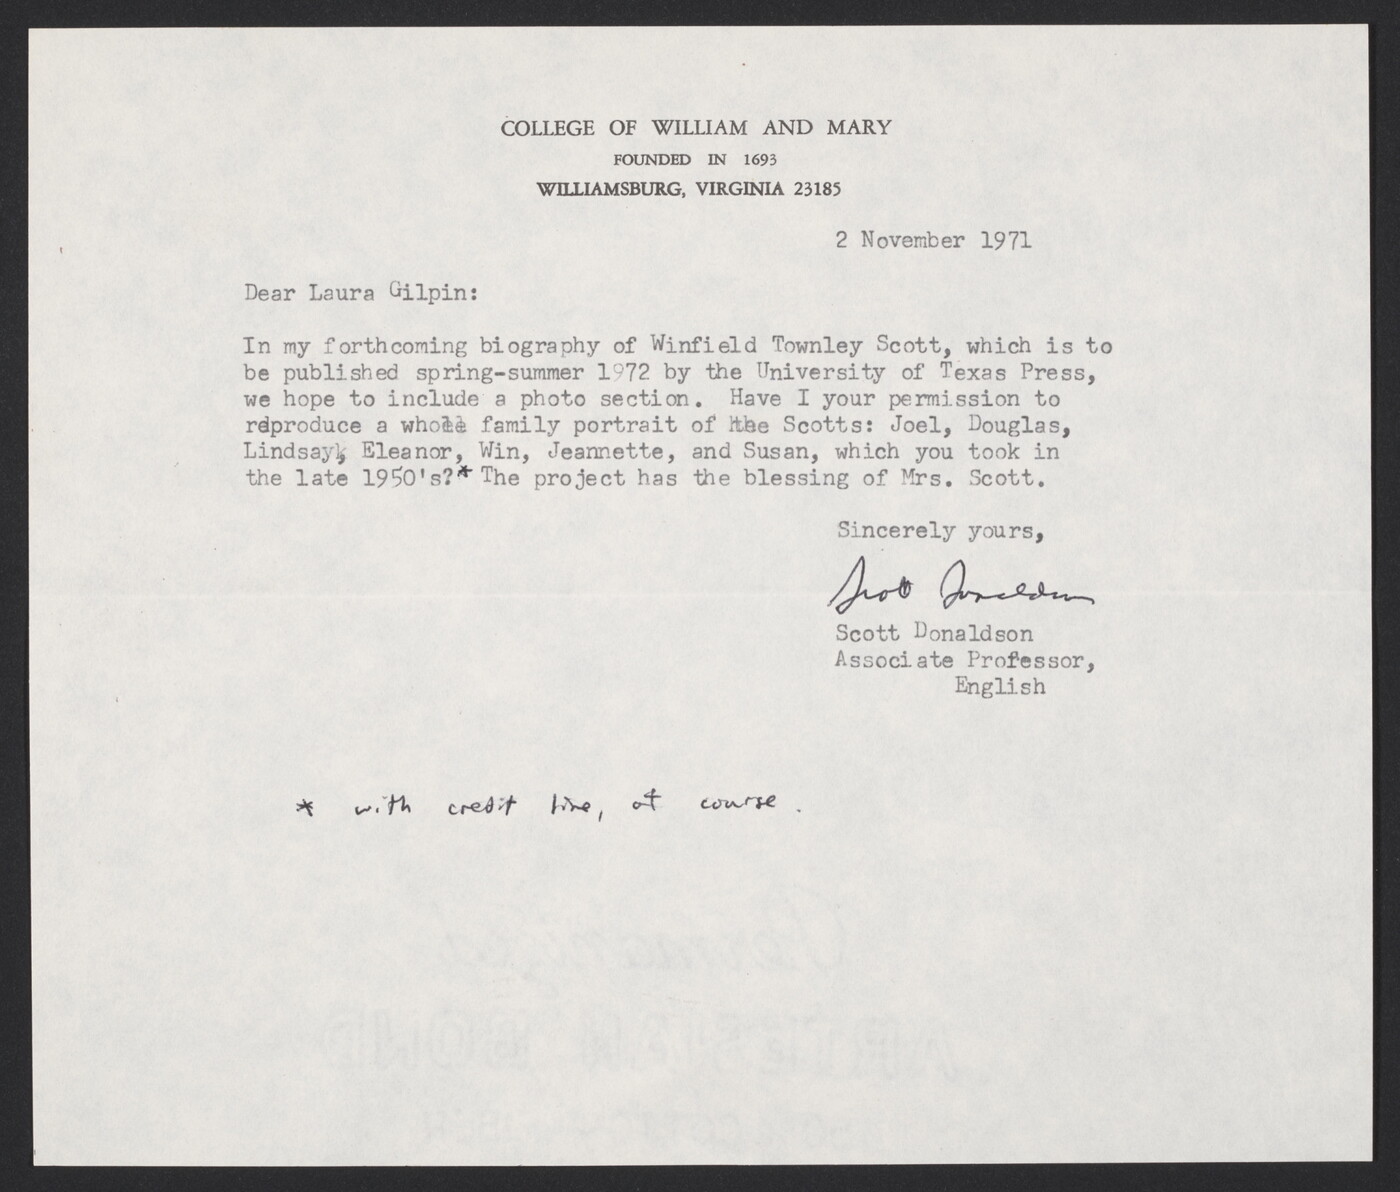 COLLEGE OF WILLIAM AND MARY
FOUNDED IN 1693
WILLIAMSBURG, VIRGINIA 23185
2 November 1971
Dear Laura Gilpin:
In my forthcoming biography of Winfield Townley Scott, which is to
be published spring-summer 1972 by the University of Texas Press,
we hope to include a photo section. Have I your permission to
reproduce a whole family portrait of the Scotts: Joel, Douglas,
Lindsay, Eleanor, Win, Jeannette, and Susan, which you took in
the late 1950's?* The project has the blessing of Mrs. Scott.
Sincerely yours,
Scott Donaldson
Scott Donaldson
Associate Professor,
English
* with credit line, of course.
Permanized
ARTESIAN BOND